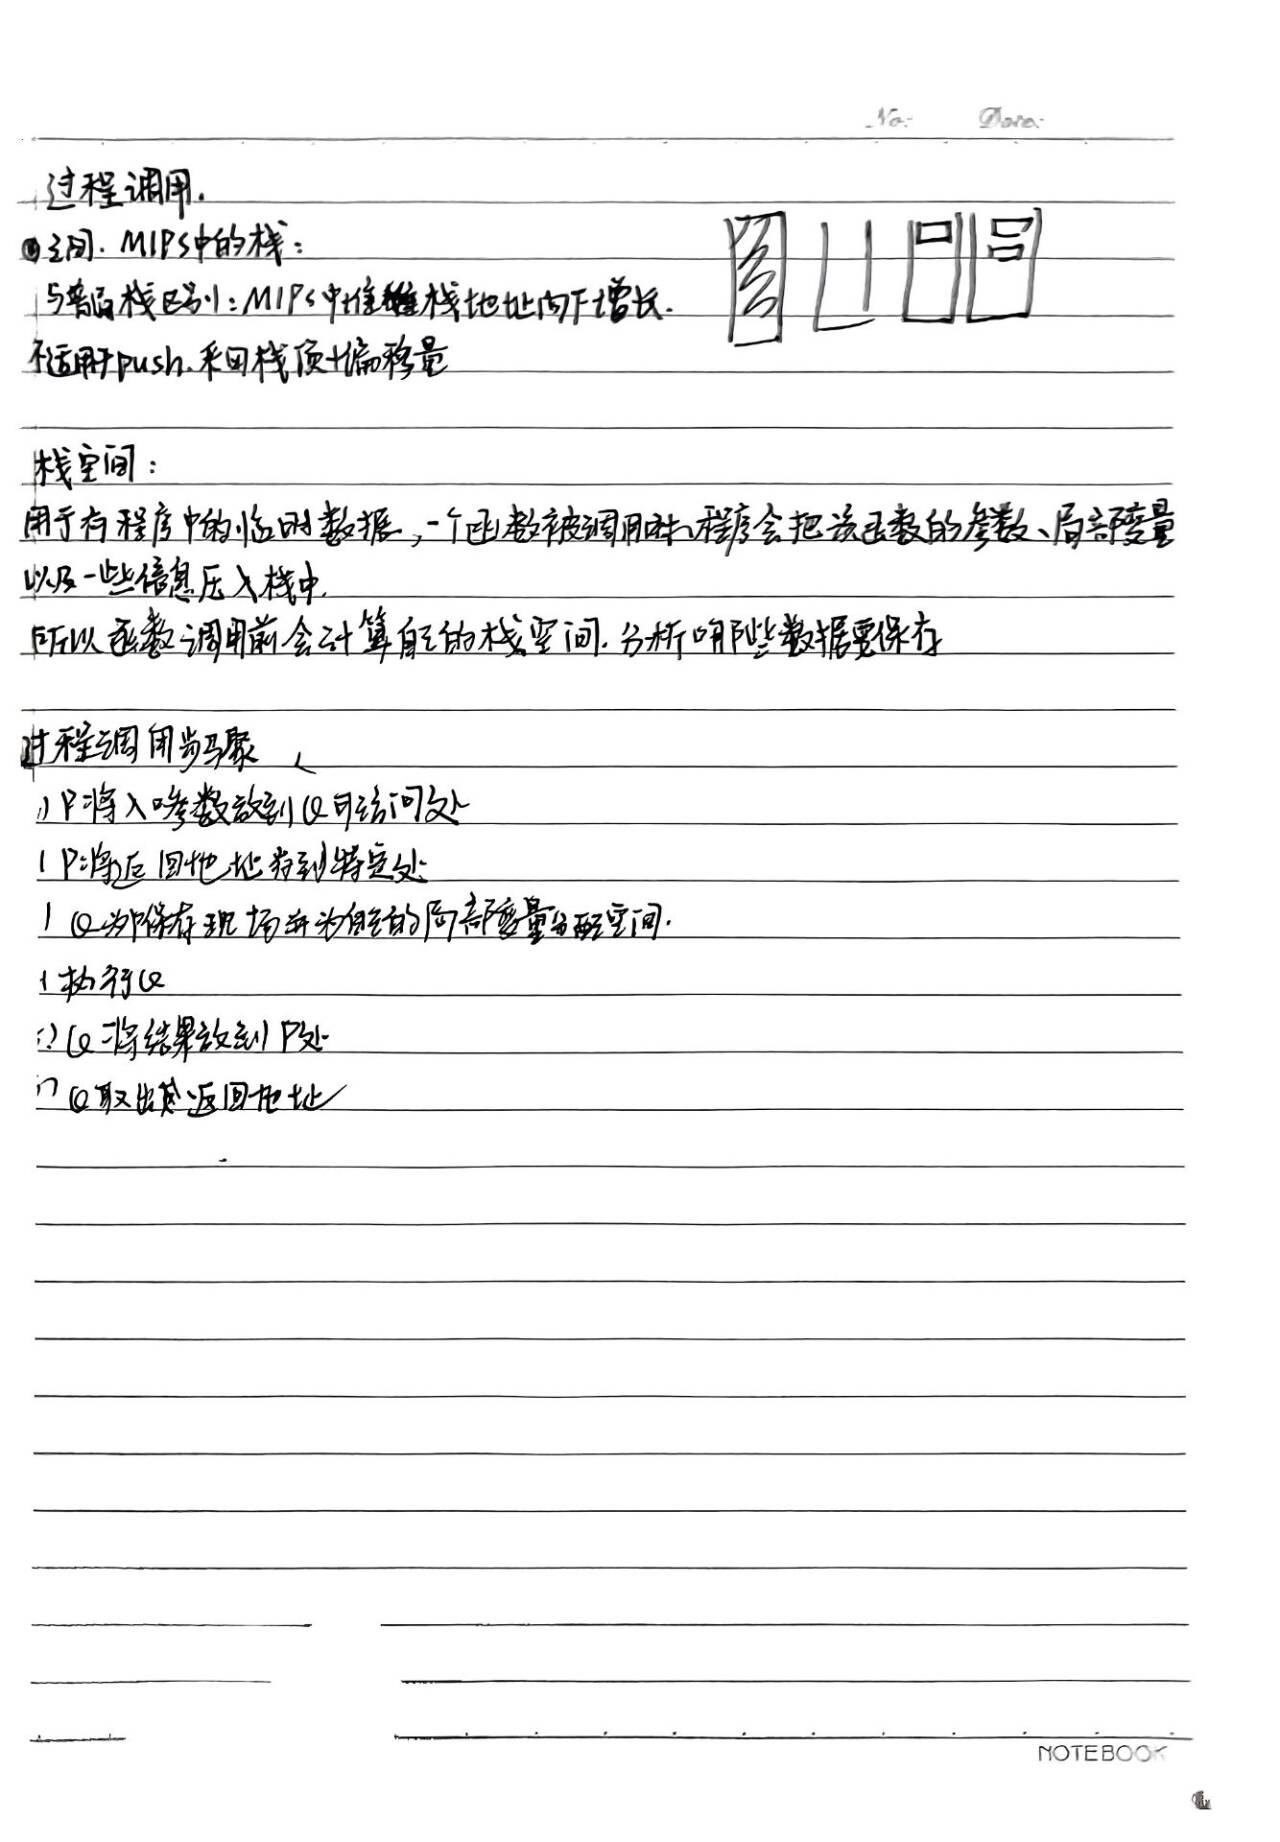 No: Date:
过程调用.
空间. MIPS中的栈:
与普通栈区别:MIPS中堆栈地址向下增长.
不适用于push.采用栈顶+偏移量
栈空间:
用于存程序中的临时数据,一个函数被调用时,程序会把该函数的参数、局部变量
以及一些信息压入栈中.
所以函数调用前会计算自己的栈空间.分析哪些数据要保存
过程调用步骤
1) P将入口参数放到Q可访问处
P将返回地址存到特定处
Q为P保存现场并为自己的局部变量分配空间.
执行Q
Q将结果放到P处
Q取出返回地址
NOTEBOOK